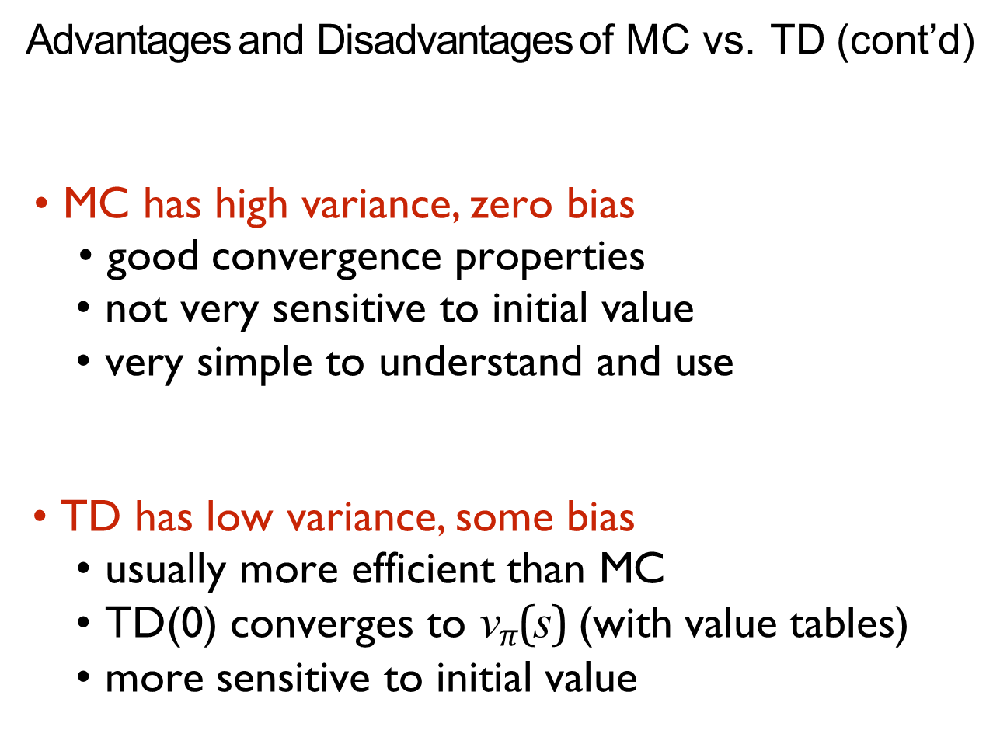 Advantages and Disadvantages of MC vs. TD (cont’d)
• MC has high variance, zero bias
• good convergence properties
• not very sensitive to initial value
• very simple to understand and use
• TD has low variance, some bias
• usually more efficient than MC
• TD(0) converges to vπ(s) (with value tables)
• more sensitive to initial value